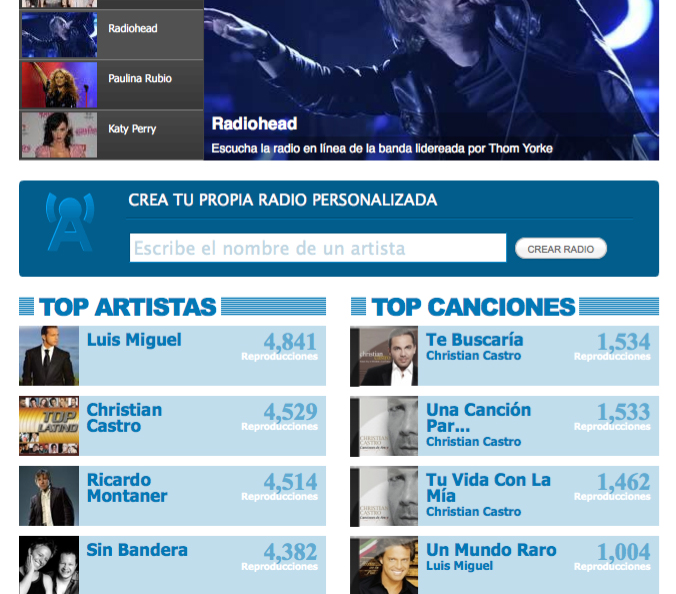 Radiohead
Paulina Rubio
Katy Perry
Radiohead
Escucha la radio en línea de la banda lidereada por Thom Yorke
CREA TU PROPIA RADIO PERSONALIZADA
Escribe el nombre de un artista
CREAR RADIO
TOP ARTISTAS
Luis Miguel
4,841
Reproducciones
TOP
LATINO
Christian
Castro
4,529
Reproducciones
Ricardo
Montaner
4,514
Reproducciones
Sin Bandera
4,382
Reproducciones
TOP CANCIONES
Te Buscaría
Christian Castro
1,534
Reproducciones
Una Canción
Par...
Christian Castro
1,533
Reproducciones
Tu Vida Con La
Mía
Christian Castro
1,462
Reproducciones
Un Mundo Raro
Luis Miguel
1,004
Reproducciones